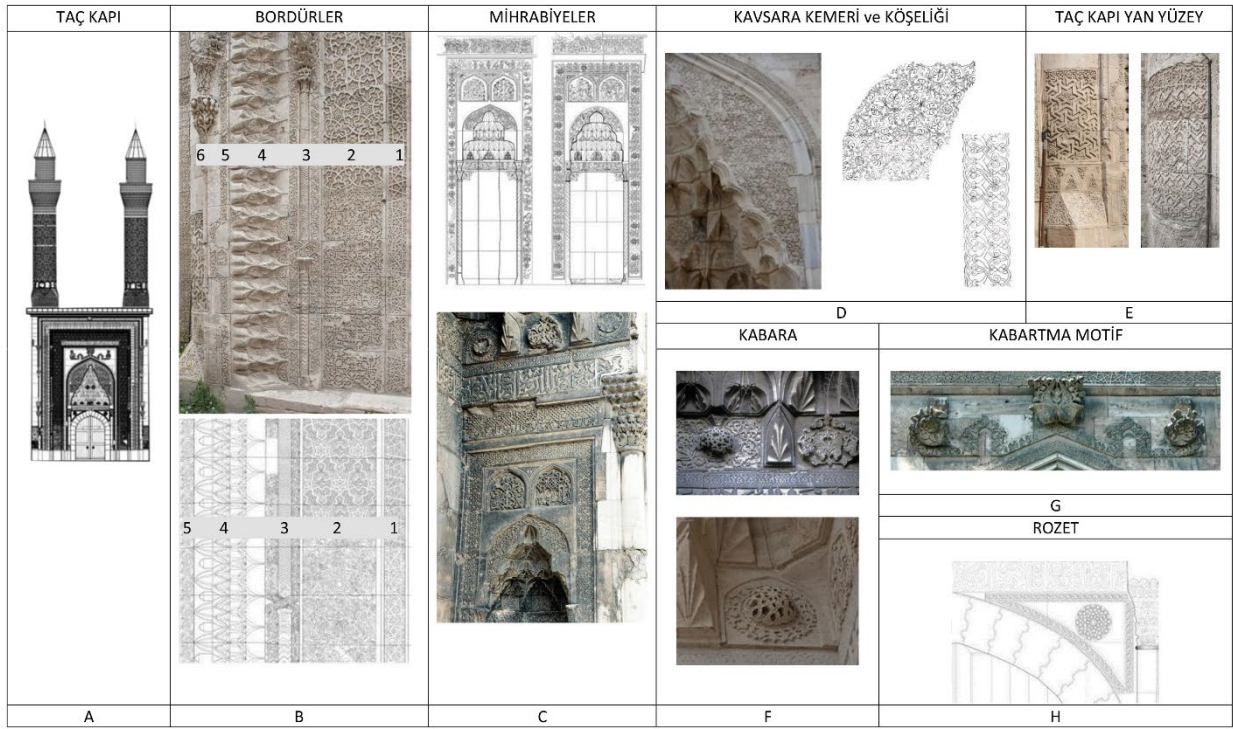 TAÇ KAPI
BORDÜRLER
MİHRABİYELER
KAVSARA KEMERİ ve KÖŞELİĞİ
TAÇ KAPI YAN YÜZEY
6 5 4 3 2 1
5 4 3 2 1
D
E
KABARA
KABARTMA MOTİF
G
ROZET
A
B
C
F
H